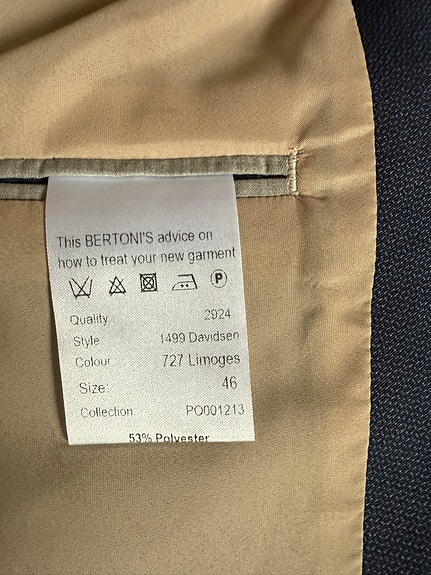 This BERTONI'S advice on
how to treat your new garment
P
Quality 2924
Style 1499 Davidsen
Colour 727 Limoges
Size: 46
Collection PO001213
53% Polyester